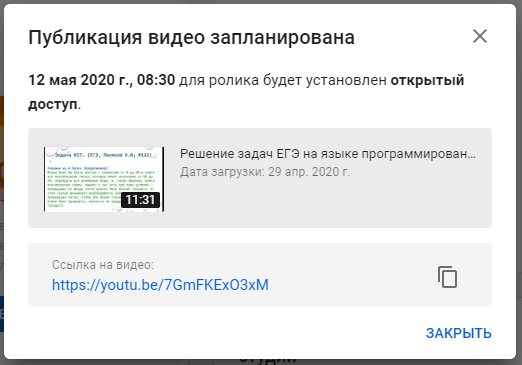 Публикация видео запланирована
12 мая 2020 г., 08:30 для ролика будет установлен открытый
доступ.
Задача №27. (ЕГЭ, Поляков К.Ю, №122)
11:31
Решение задач ЕГЭ на языке программирован...
Дата загрузки: 29 апр. 2020 г.
Ссылка на видео:
https://youtu.be/7GmFKExO3xM
ЗАКРЫТЬ